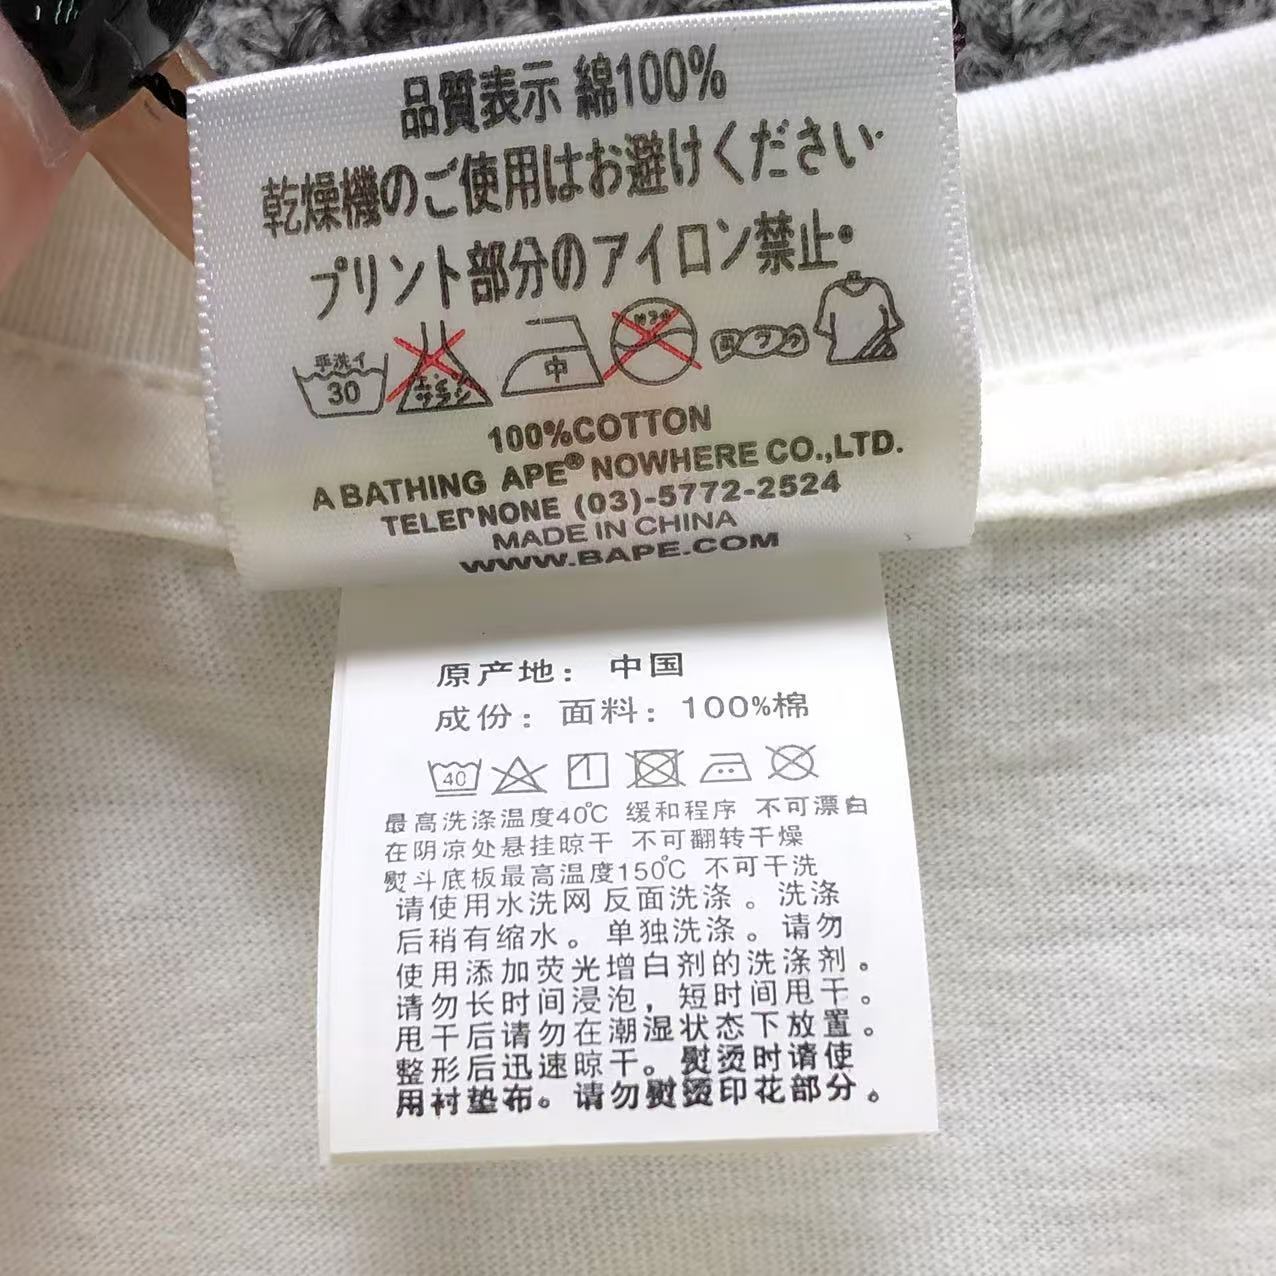 品質表示 綿100%
乾燥機のご使用はお避けください
プリント部分のアイロン禁止•
手洗イ 30 エンソ サラシ 中
100%COTTON
A BATHING APE® NOWHERE CO.,LTD.
TELEPNONE (03)-5772-2524
MADE IN CHINA
WWW.BAPE.COM
原产地： 中国
成份：面料：100%棉
40
最高洗涤温度40℃ 缓和程序 不可漂白
在阴凉处悬挂晾干 不可翻转干燥
熨斗底板最高温度150℃ 不可干洗
请使用水洗网反面洗涤。洗涤
后稍有缩水。单独洗涤。请勿
使用添加荧光增白剂的洗涤剂。
请勿长时间浸泡，短时间甩干。
甩干后请勿在潮湿状态下放置。
整形后迅速晾干。熨烫时请使
用衬垫布。请勿熨烫印花部分。